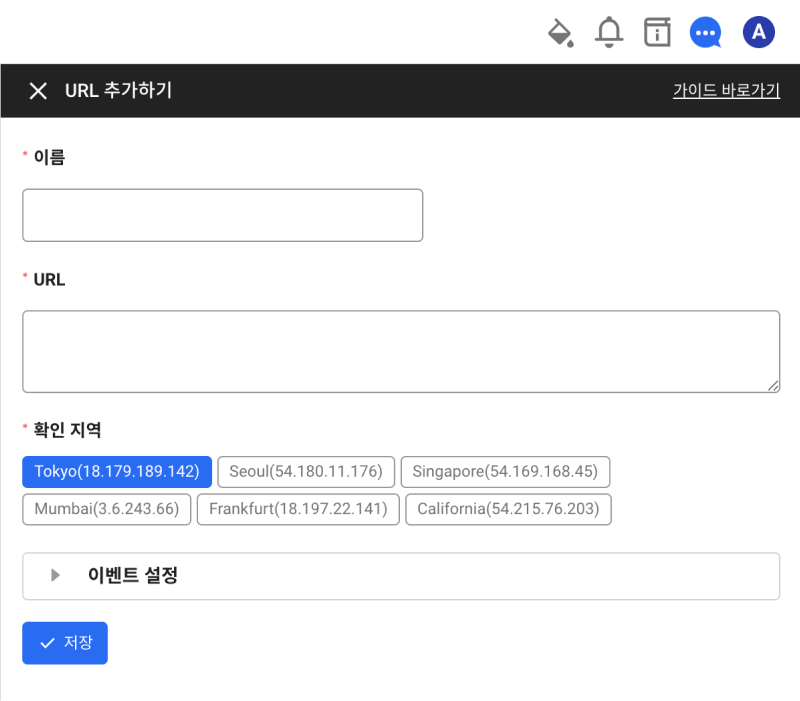 A
URL 추가하기 가이드 바로가기
* 이름
* URL
* 확인 지역
Tokyo(18.179.189.142) Seoul(54.180.11.176) Singapore(54.169.168.45)
Mumbai(3.6.243.66) Frankfurt(18.197.22.141) California(54.215.76.203)
이벤트 설정
저장